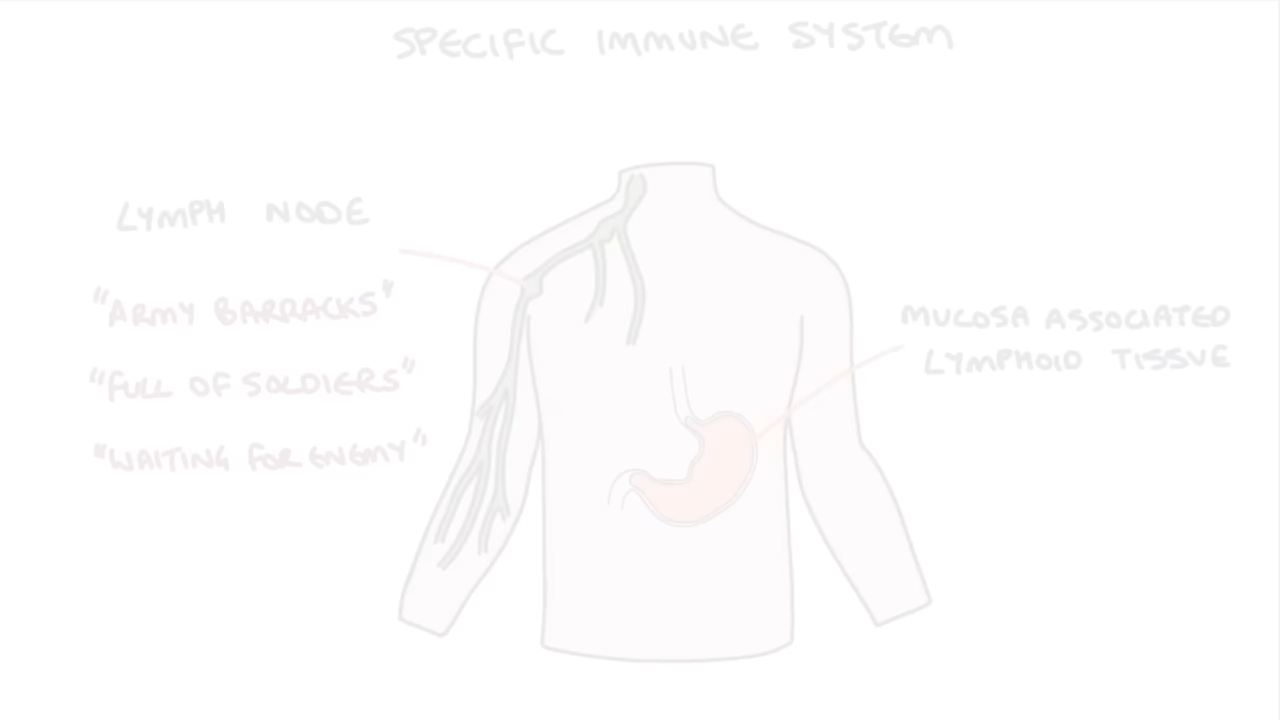 SPECIFIC IMMUNE SYSTEM
LYMPH NODE
"ARMY BARRACKS"
"FULL OF SOLDIERS"
"WAITING FOR ENEMY"
MUCOSA ASSOCIATED
LYMPHOID TISSUE